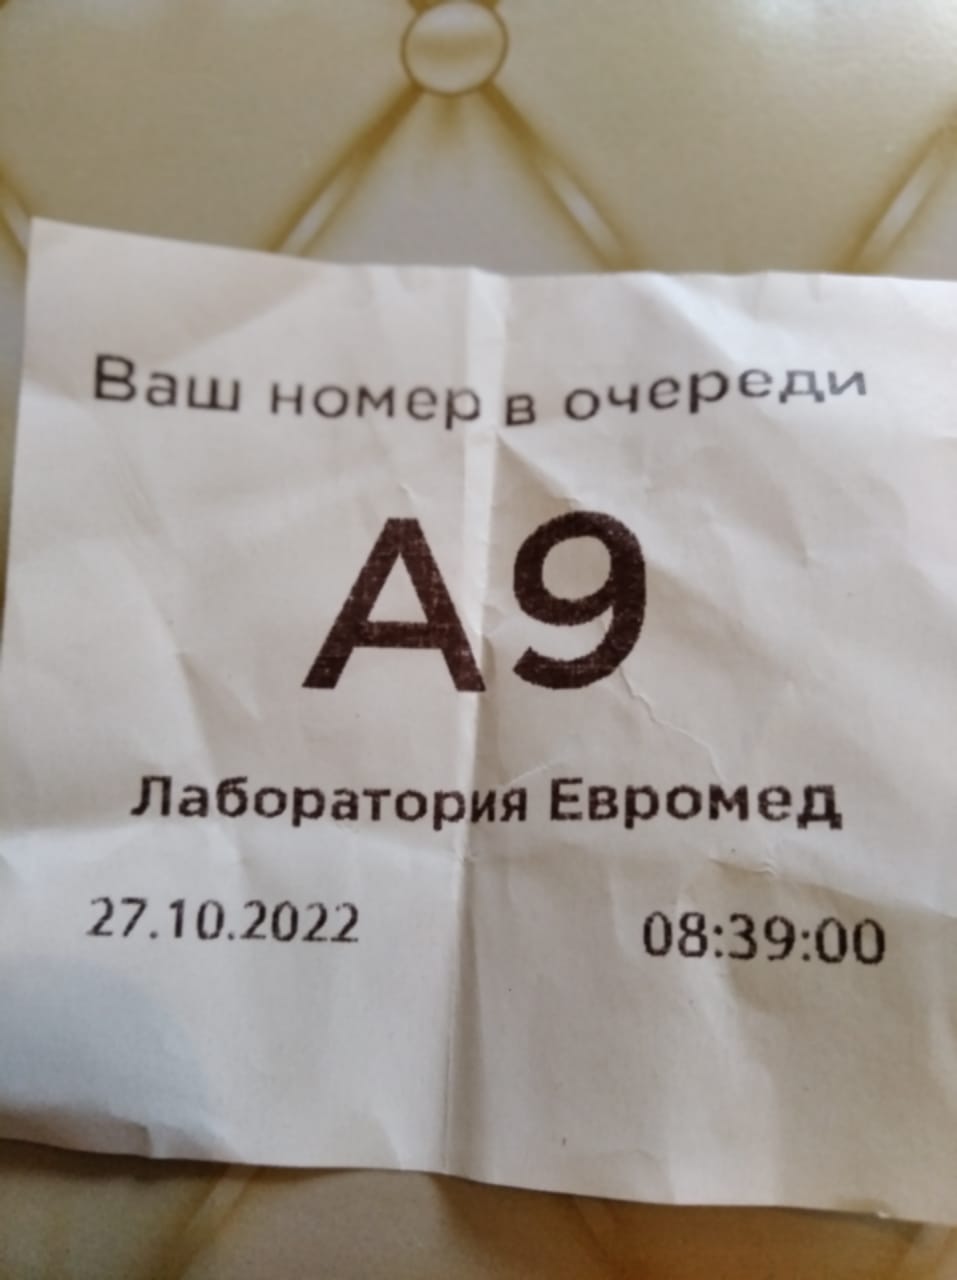 Ваш номер в очереди
А9
Лаборатория Евромед
27.10.2022 08:39:00